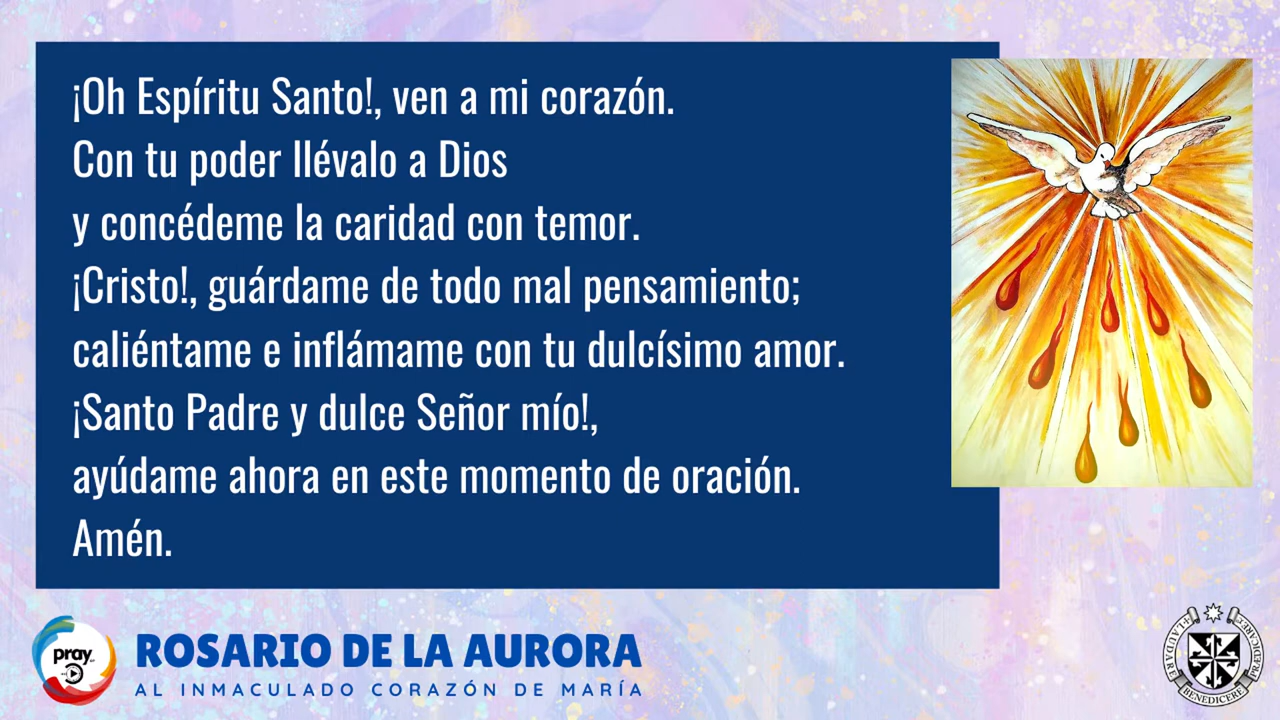 ¡Oh Espíritu Santo!, ven a mi corazón.
Con tu poder llévalo a Dios
y concédeme la caridad con temor.
¡Cristo!, guárdame de todo mal pensamiento;
caliéntame e inflámame con tu dulcísimo amor.
¡Santo Padre y dulce Señor mío!,
ayúdame ahora en este momento de oración.
Amén.
pray
ROSARIO DE LA AURORA
AL INMACULADO CORAZÓN DE MARÍA
LAUDARE
BENEDICERE
PRÆDICARE